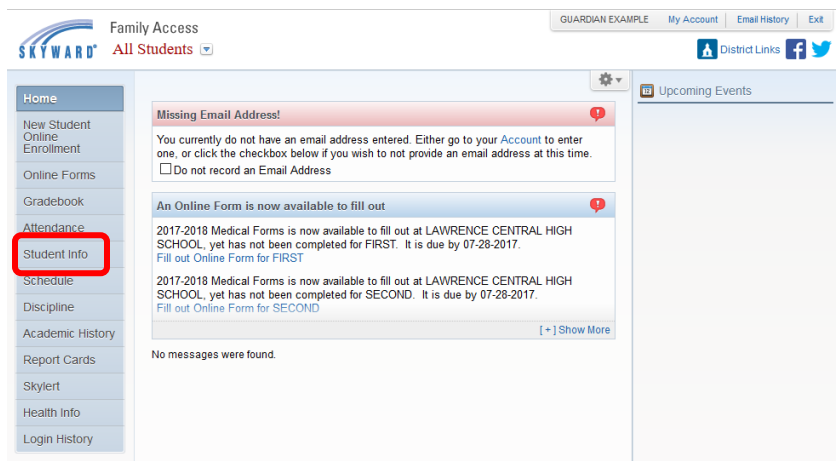 GUARDIAN EXAMPLE My Account Email History Exit
Family Access
SKYWARD® All Students
District Links
Home
New Student
Online
Enrollment
Online Forms
Gradebook
Attendance
Student Info
Schedule
Discipline
Academic History
Report Cards
Skylert
Health Info
Login History
Missing Email Address!
You currently do not have an email address entered. Either go to your Account to enter
one, or click the checkbox below if you wish to not provide an email address at this time.
Do not record an Email Address
An Online Form is now available to fill out
2017-2018 Medical Forms is now available to fill out at LAWRENCE CENTRAL HIGH
SCHOOL, yet has not been completed for FIRST. It is due by 07-28-2017.
Fill out Online Form for FIRST
2017-2018 Medical Forms is now available to fill out at LAWRENCE CENTRAL HIGH
SCHOOL, yet has not been completed for SECOND. It is due by 07-28-2017.
Fill out Online Form for SECOND
[+] Show More
No messages were found.
Upcoming Events